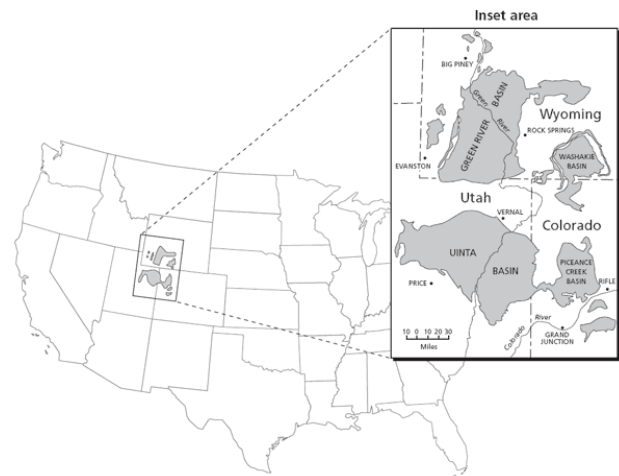 Inset area
BIG PINEY
Green
River
GREEN RIVER
BASIN
Wyoming
ROCK SPRINGS
EVANSTON
WASHAKIE
BASIN
Utah
VERNAL
Colorado
UINTA
BASIN
PICEANCE
CREEK
BASIN
PRICE
RIFLE
River
Colorado
GRAND
JUNCTION
10 0 10 20 30
Miles